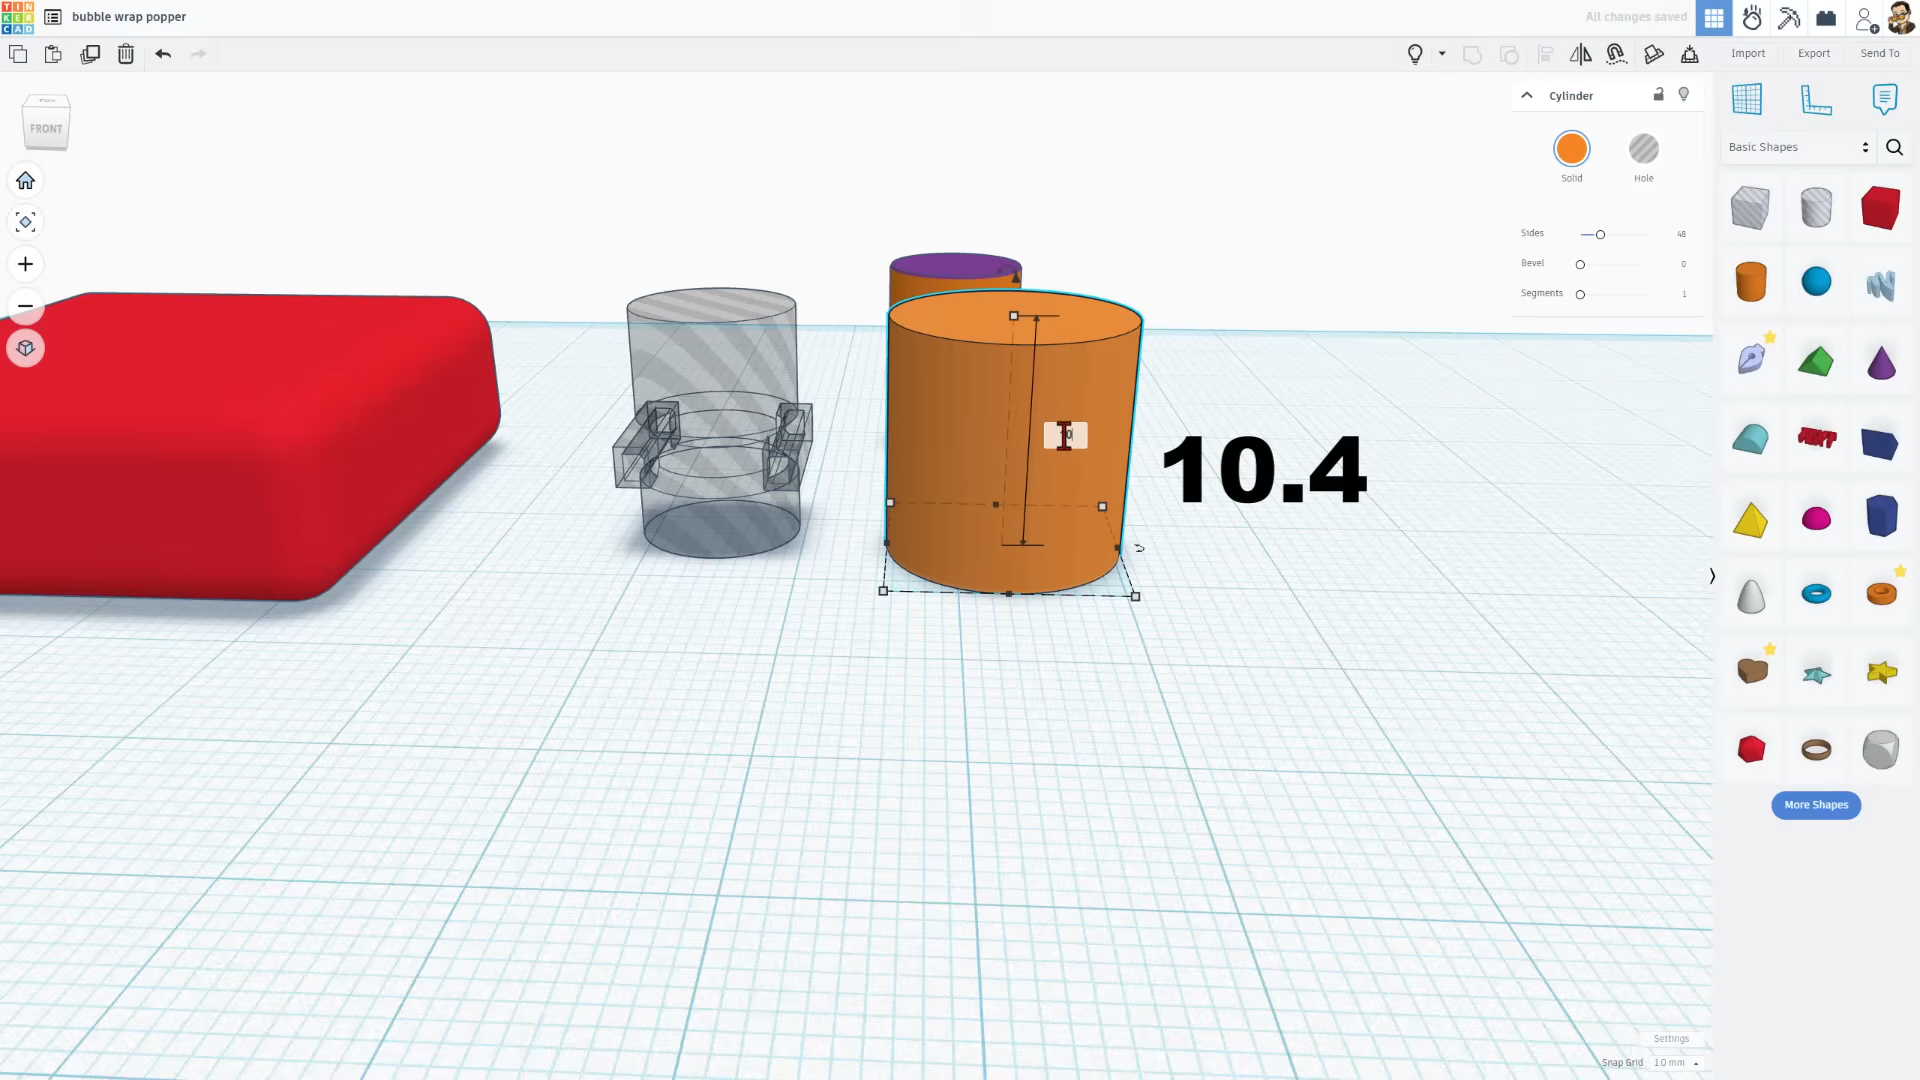 TIN
KER
CAD
bubble wrap popper
All changes saved
Import
Export
Send To
TOP
FRONT
Cylinder
Solid
Hole
Sides
48
Bevel
0
Segments
1
Basic Shapes
10.4
More Shapes
Settings
Snap Grid
1.0 mm